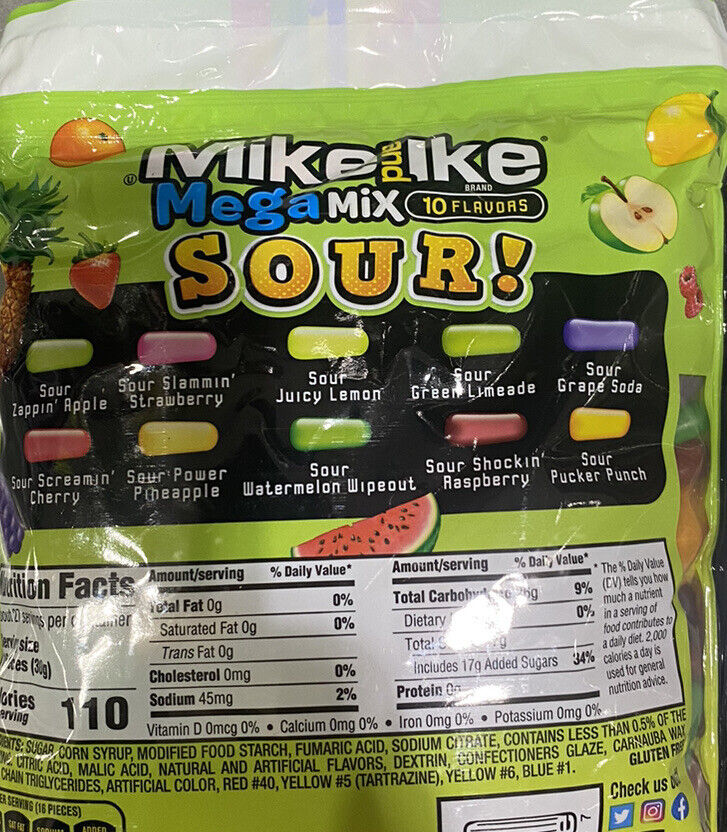 Mike and Ike
BRAND
Mega Mix 10 FLAVORS
SOUR!
Sour Zappin' Apple
Sour Slammin' Strawberry
Sour Juicy Lemon
Sour Green Limeade
Sour Grape Soda
Sour Screamin' Cherry
Sour Power Pineapple
Sour Watermelon Wipeout
Sour Shockin' Raspberry
Sour Pucker Punch
Facts
(30g)
110
Amount/serving % Daily Value*
Total Fat 0g 0%
Saturated Fat 0g 0%
Trans Fat 0g
Cholesterol 0mg 0%
Sodium 45mg 2%
Amount/serving % Daily Value*
Total 9%
Dietary 0%
Total
Includes 17g Added Sugars 34%
Protein
* The % Daily Value
(DV) tells you how
much a nutrient
in a serving of
food contributes to
a daily diet. 2,000
calories a day is
used for general
nutrition advice.
Vitamin D 0mcg 0% • Calcium 0mg 0% • Iron 0mg 0% • Potassium 0mg 0%
SUGAR, CORN SYRUP, MODIFIED FOOD STARCH, FUMARIC ACID, SODIUM CITRATE, CONTAINS LESS THAN 0.5% OF THE
CITRIC ACID, MALIC ACID, NATURAL AND ARTIFICIAL FLAVORS, DEXTRIN, CONFECTIONERS GLAZE, CARNAUBA WAX
CHAIN TRIGLYCERIDES, ARTIFICIAL COLOR, RED #40, YELLOW #5 (TARTRAZINE), YELLOW #6, BLUE #1.
GLUTEN
SERVING (16 PIECES)
SAT FAT SODIUM ADDED
Check us
7